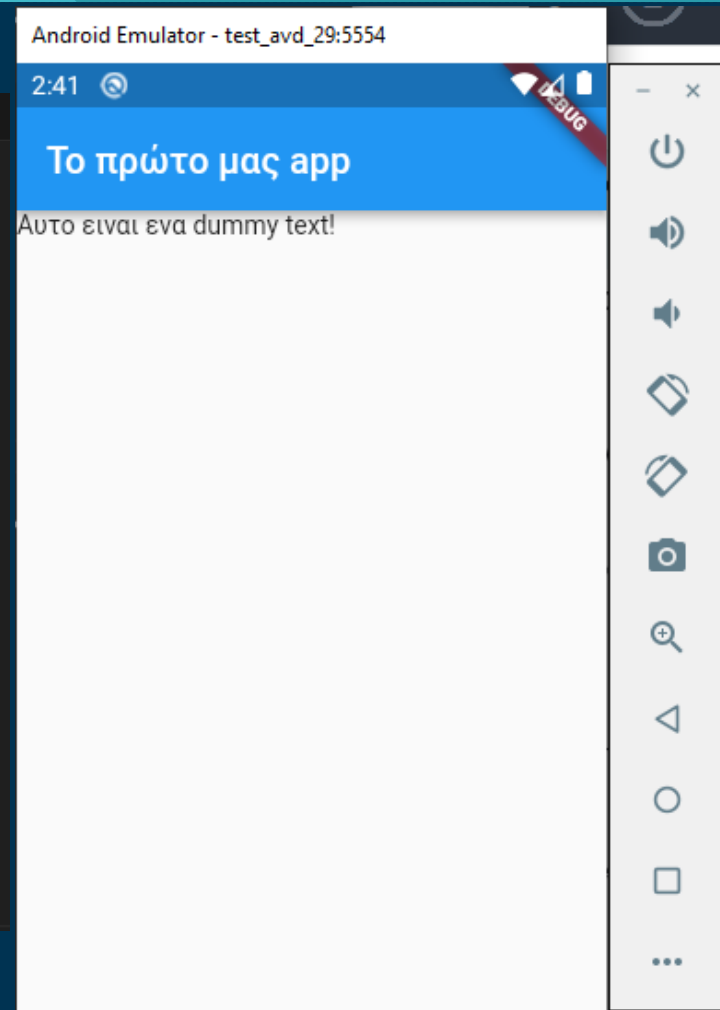 Android Emulator - test_avd_29:5554
2:41
DEBUG
Το πρώτο μας app
Αυτο ειναι ενα dummy text!